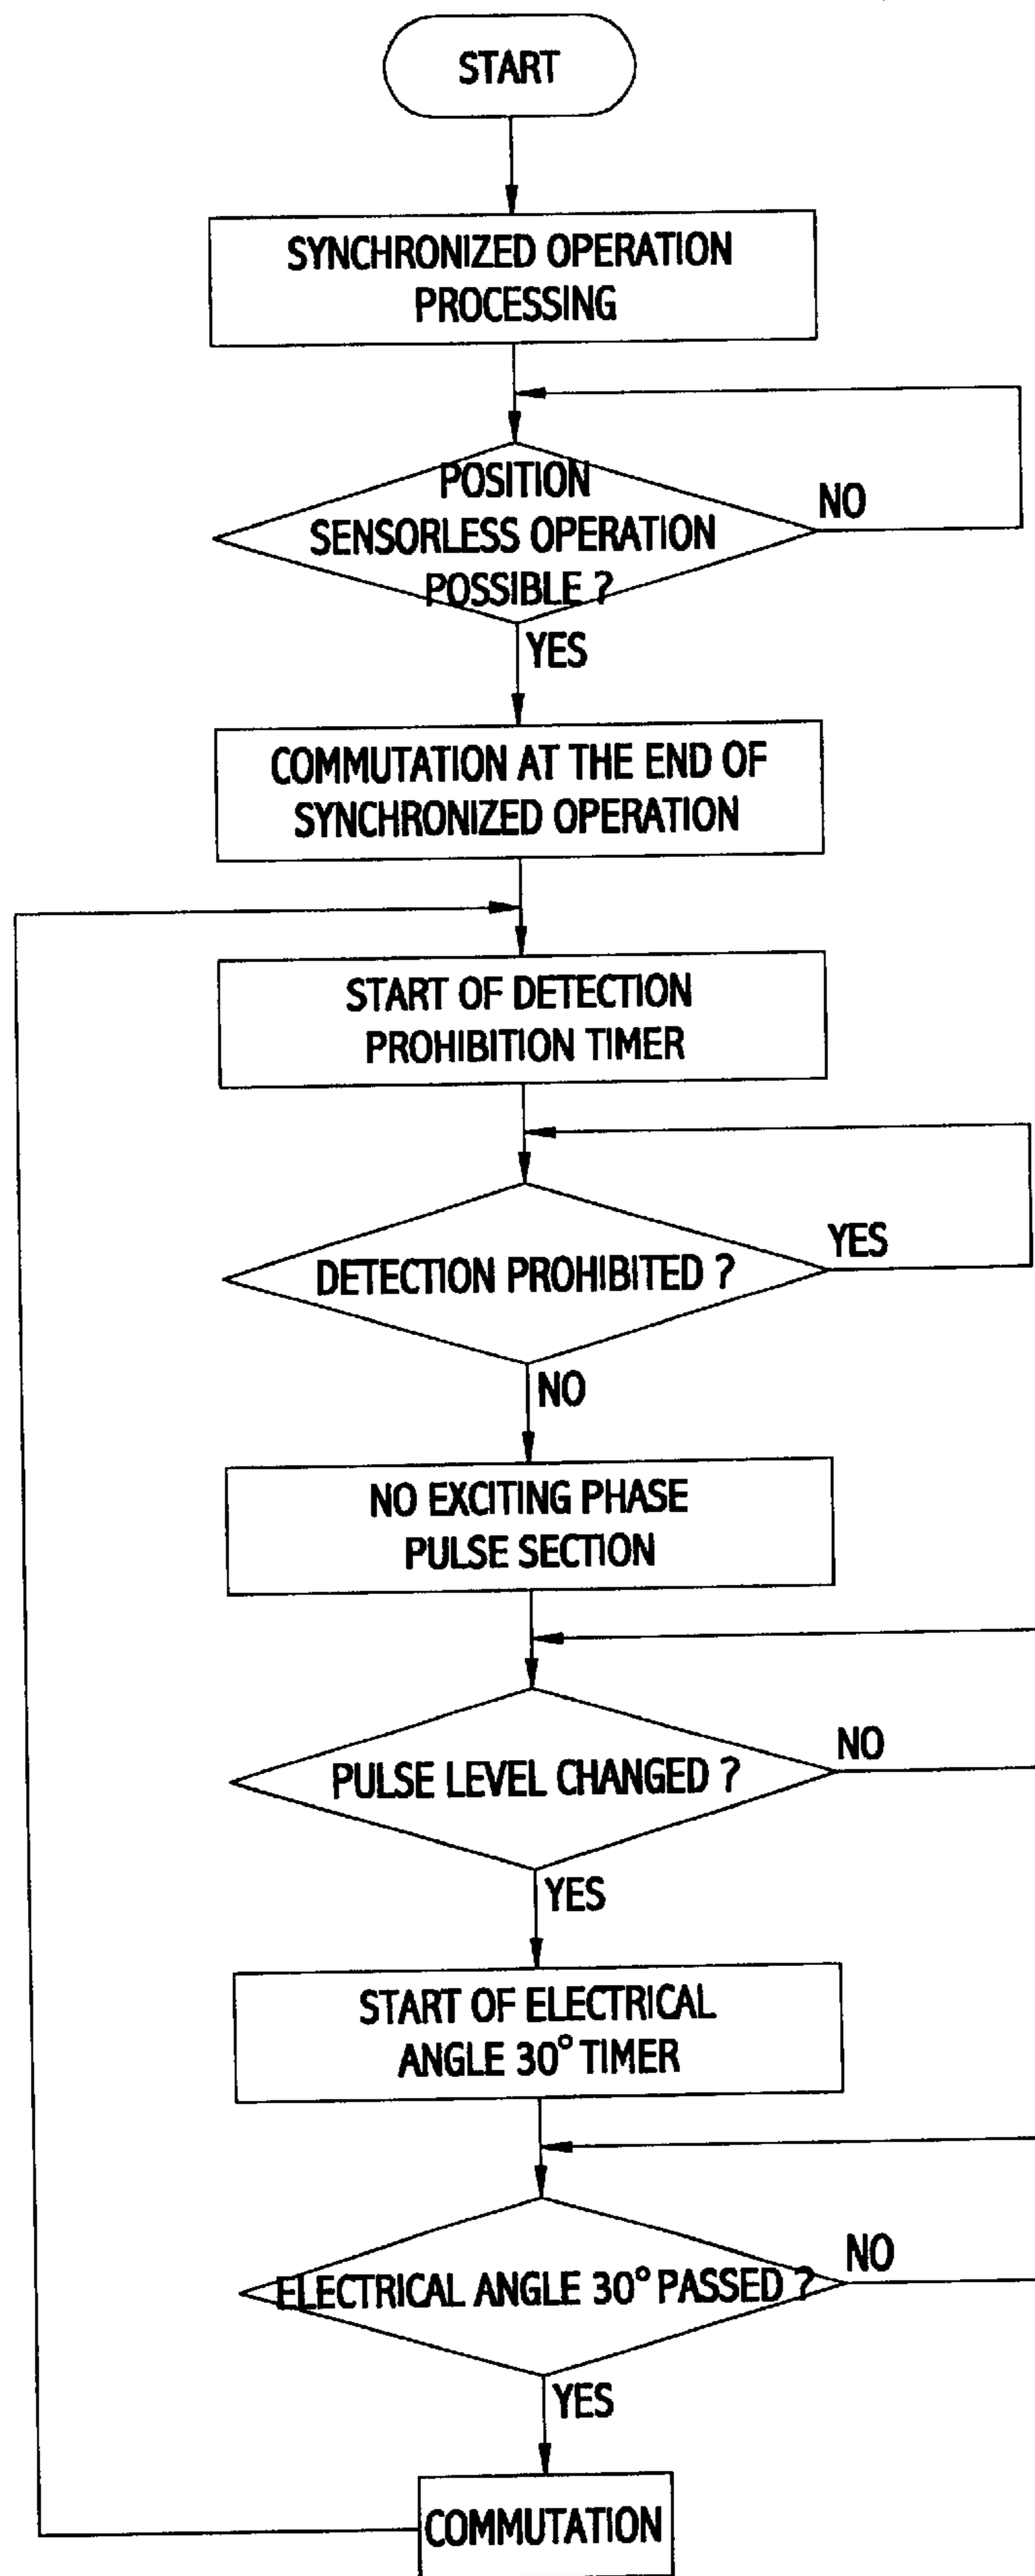 START
SYNCHRONIZED OPERATION
PROCESSING
POSITION
SENSORLESS OPERATION
POSSIBLE ?
NO
YES
COMMUTATION AT THE END OF
SYNCHRONIZED OPERATION
START OF DETECTION
PROHIBITION TIMER
DETECTION PROHIBITED ?
YES
NO
NO EXCITING PHASE
PULSE SECTION
PULSE LEVEL CHANGED ?
NO
YES
START OF ELECTRICAL
ANGLE 30° TIMER
ELECTRICAL ANGLE 30° PASSED ?
NO
YES
COMMUTATION